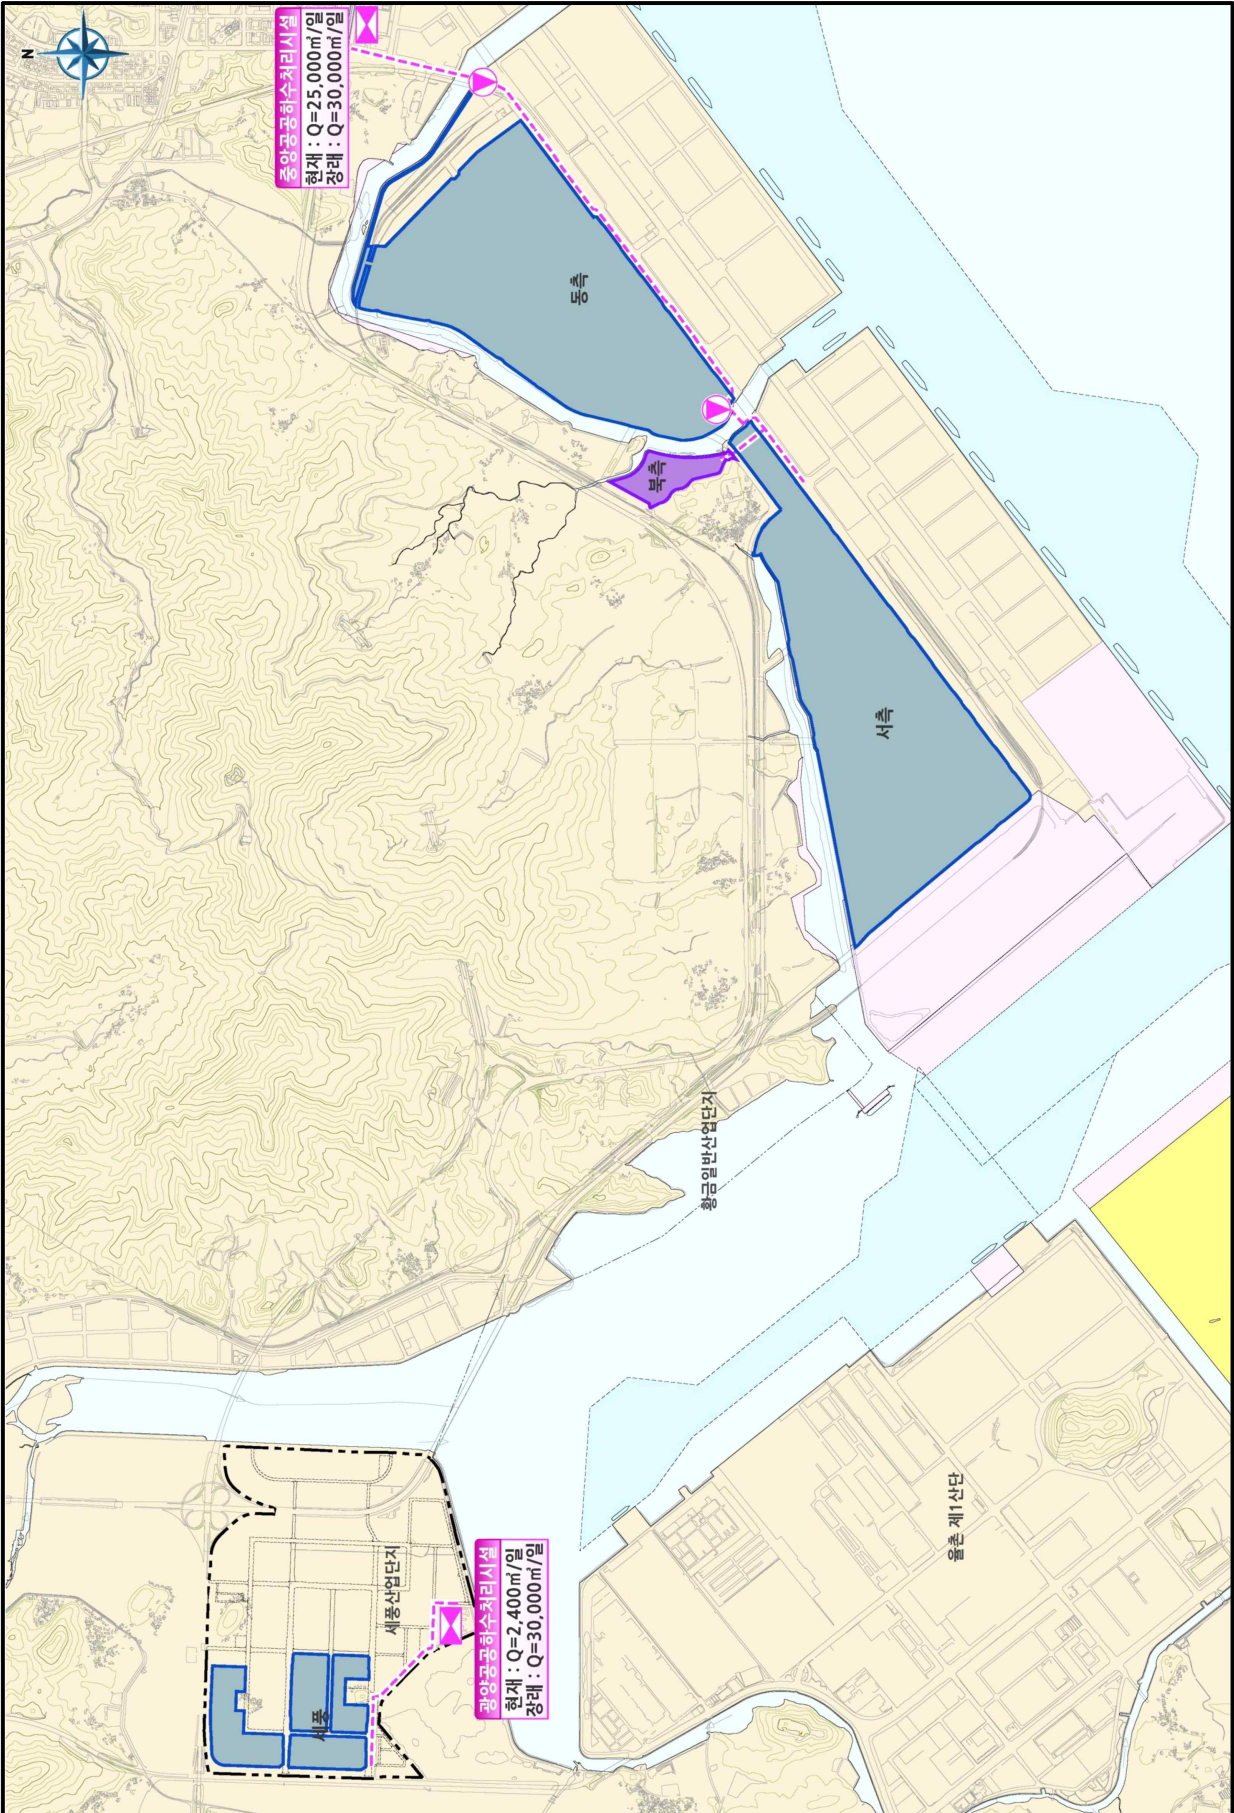 N
중앙공공하수처리시설
현재 : Q=25,000㎥/일
장래 : Q=30,000㎥/일
동측
북측
서측
황금일반산업단지
광양공공하수처리시설
현재 : Q=2,400㎥/일
장래 : Q=30,000㎥/일
세풍산업단지
세풍
율촌 제1산단